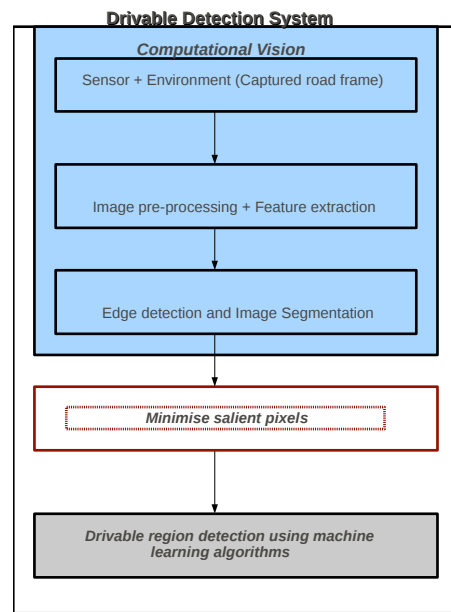 Drivable Detection System
Computational Vision
Sensor + Environment (Captured road frame)
Image pre-processing + Feature extraction
Edge detection and Image Segmentation
Minimise salient pixels
Drivable region detection using machine
learning algorithms